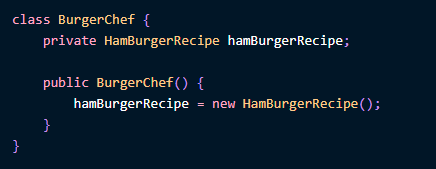 class BurgerChef {
    private HamBurgerRecipe hamBurgerRecipe;

    public BurgerChef() {
        hamBurgerRecipe = new HamBurgerRecipe();
    }
}